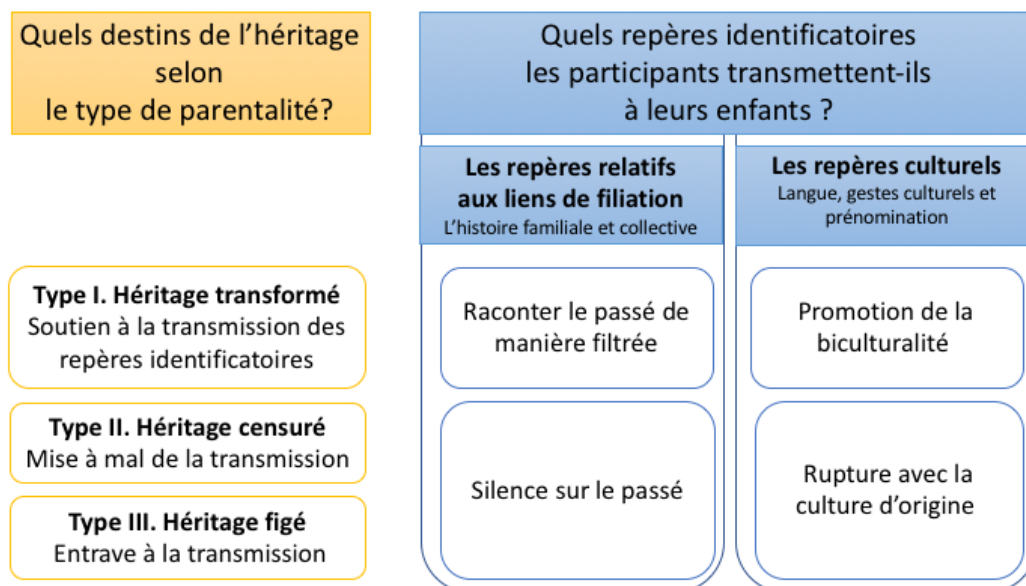 Quels destins de l’héritage
selon
le type de parentalité?
Quels repères identificatoires
les participants transmettent-ils
à leurs enfants ?
Les repères relatifs
aux liens de filiation
L’histoire familiale et collective
Les repères culturels
Langue, gestes culturels et
prénomination
Type I. Héritage transformé
Soutien à la transmission des
repères identificatoires
Raconter le passé de
manière filtrée
Promotion de la
biculturalité
Type II. Héritage censuré
Mise à mal de la transmission
Type III. Héritage figé
Entrave à la transmission
Silence sur le passé
Rupture avec la
culture d’origine